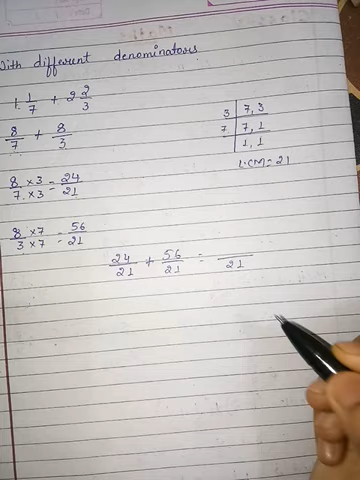 With different denominators
1 1/7 + 2 2/3
8/7 + 8/3
3 | 7, 3
7 | 7, 1
1, 1
L.CM = 21
8/7 × 3/3 = 24/21
8/3 × 7/7 = 56/21
24/21 + 56/21 = /21